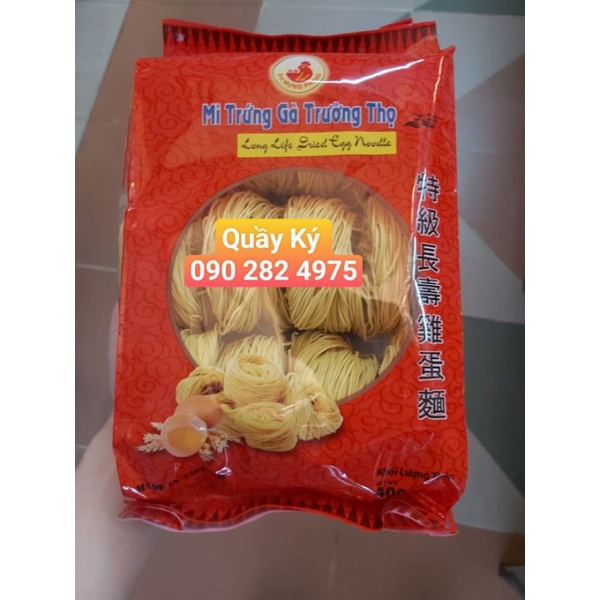 Mì Trứng Gà Trường Thọ
Long Life Dried Egg Noodle
特級長壽雞蛋麵
Quầy Ký
090 282 4975
Khối Lượng